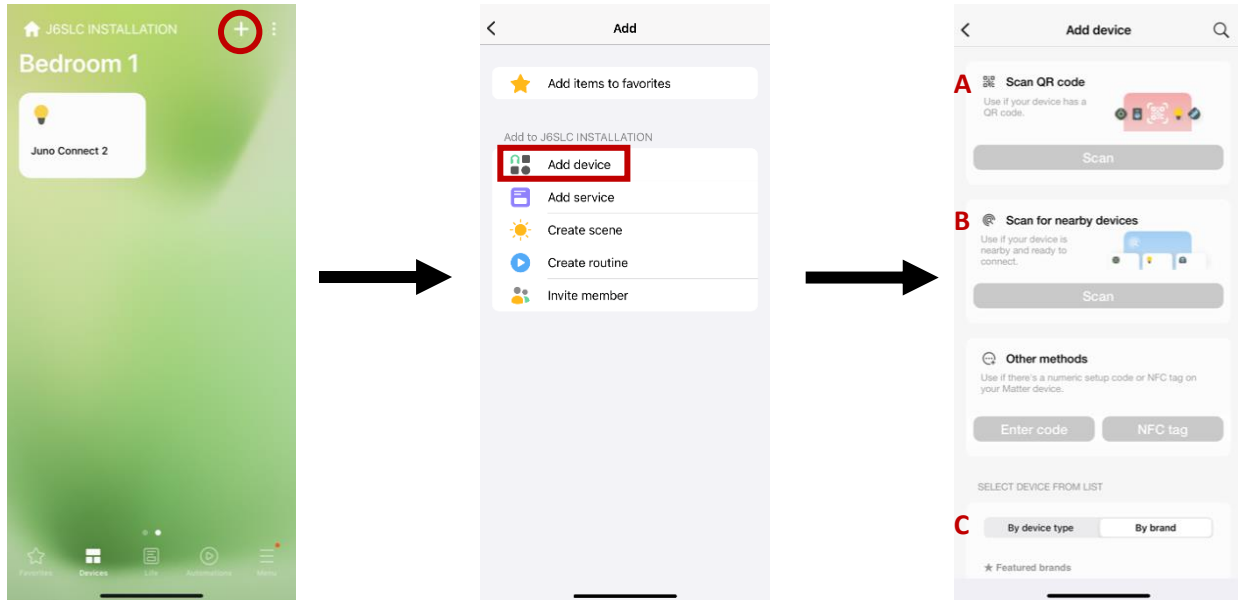 J6SLC INSTALLATION
Bedroom 1
Juno Connect 2
Favorites
Devices
Life
Automations
Menu
Add
Add items to favorites
Add to J6SLC INSTALLATION
Add device
Add service
Create scene
Create routine
Invite member
Add device
A
Scan QR code
Use if your device has a
QR code.
Scan
B
Scan for nearby devices
Use if your device is
nearby and ready to
connect.
Scan
Other methods
Use if there's a numeric setup code or NFC tag on
your Matter device.
Enter code
NFC tag
SELECT DEVICE FROM LIST
C
By device type
By brand
★ Featured brands